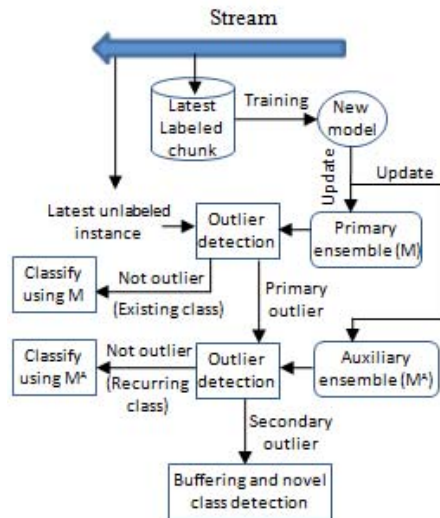 Stream
Latest
Labeled
chunk
Training
New
model
Update
Update
Latest unlabeled
instance
Outlier
detection
Primary
ensemble (M)
Classify
using M
Not outlier
(Existing class)
Primary
outlier
Classify
using Mᴬ
Not outlier
(Recurring
class)
Outlier
detection
Auxiliary
ensemble (Mᴬ)
Secondary
outlier
Buffering and novel
class detection